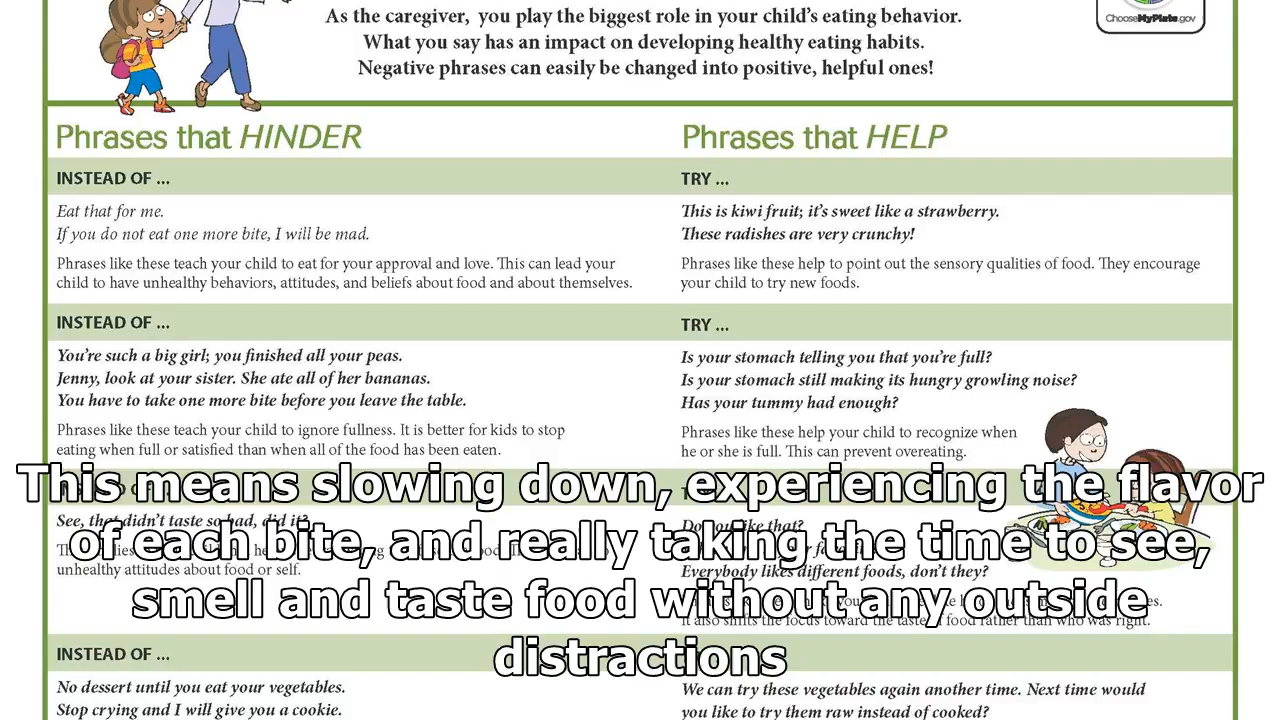 As the caregiver, you play the biggest role in your child's eating behavior.
What you say has an impact on developing healthy eating habits.
Negative phrases can easily be changed into positive, helpful ones!
ChooseMyPlate.gov
Phrases that HINDER
Phrases that HELP
INSTEAD OF ...
TRY ...
Eat that for me.
If you do not eat one more bite, I will be mad.
This is kiwi fruit; it's sweet like a strawberry.
These radishes are very crunchy!
Phrases like these teach your child to eat for your approval and love. This can lead your
child to have unhealthy behaviors, attitudes, and beliefs about food and about themselves.
Phrases like these help to point out the sensory qualities of food. They encourage
your child to try new foods.
INSTEAD OF ...
TRY ...
You're such a big girl; you finished all your peas.
Jenny, look at your sister. She ate all of her bananas.
You have to take one more bite before you leave the table.
Is your stomach telling you that you're full?
Is your stomach still making its hungry growling noise?
Has your tummy had enough?
Phrases like these teach your child to ignore fullness. It is better for kids to stop
eating when full or satisfied than when all of the food has been eaten.
Phrases like these help your child to recognize when
he or she is full. This can prevent overeating.
This means slowing down, experiencing the flavor
of each bite, and really taking the time to see,
smell and taste food without any outside
distractions
See, that didn't taste so bad, did it?
unhealthy attitudes about food or self.
Do you like that?
Everybody likes different foods, don't they?
It also shifts the focus toward the taste of food rather than who was right.
INSTEAD OF ...
No dessert until you eat your vegetables.
Stop crying and I will give you a cookie.
We can try these vegetables again another time. Next time would
you like to try them raw instead of cooked?